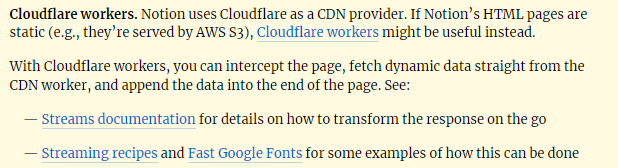 Cloudflare workers. Notion uses Cloudflare as a CDN provider. If Notion’s HTML pages are
static (e.g., they’re served by AWS S3), Cloudflare workers might be useful instead.
With Cloudflare workers, you can intercept the page, fetch dynamic data straight from the
CDN worker, and append the data into the end of the page. See:
— Streams documentation for details on how to transform the response on the go
— Streaming recipes and Fast Google Fonts for some examples of how this can be done